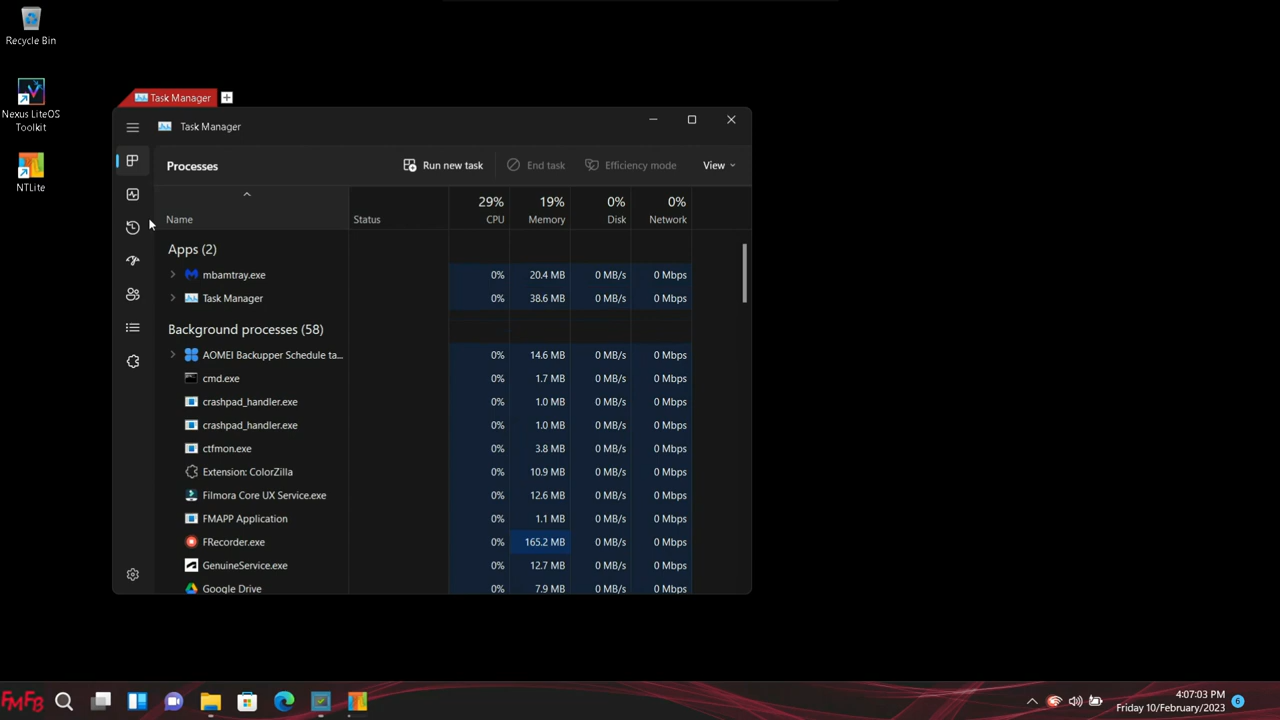 Recycle Bin
Nexus LiteOS
Toolkit
NTLite
Task Manager
Task Manager
Processes
Run new task
End task
Efficiency mode
View
Name
Status
29%
CPU
19%
Memory
0%
Disk
0%
Network
Apps (2)
mbamtray.exe 0% 20.4 MB 0 MB/s 0 Mbps
Task Manager 0% 38.6 MB 0 MB/s 0 Mbps
Background processes (58)
AOMEI Backupper Schedule ta... 0% 14.6 MB 0 MB/s 0 Mbps
cmd.exe 0% 1.7 MB 0 MB/s 0 Mbps
crashpad_handler.exe 0% 1.0 MB 0 MB/s 0 Mbps
crashpad_handler.exe 0% 1.0 MB 0 MB/s 0 Mbps
ctfmon.exe 0% 3.8 MB 0 MB/s 0 Mbps
Extension: ColorZilla 0% 10.9 MB 0 MB/s 0 Mbps
Filmora Core UX Service.exe 0% 12.6 MB 0 MB/s 0 Mbps
FMAPP Application 0% 1.1 MB 0 MB/s 0 Mbps
FRecorder.exe 0% 165.2 MB 0 MB/s 0 Mbps
GenuineService.exe 0% 12.7 MB 0 MB/s 0 Mbps
Google Drive 0% 7.9 MB 0 MB/s 0 Mbps
FMFB
4:07:03 PM
Friday 10/February/2023
6